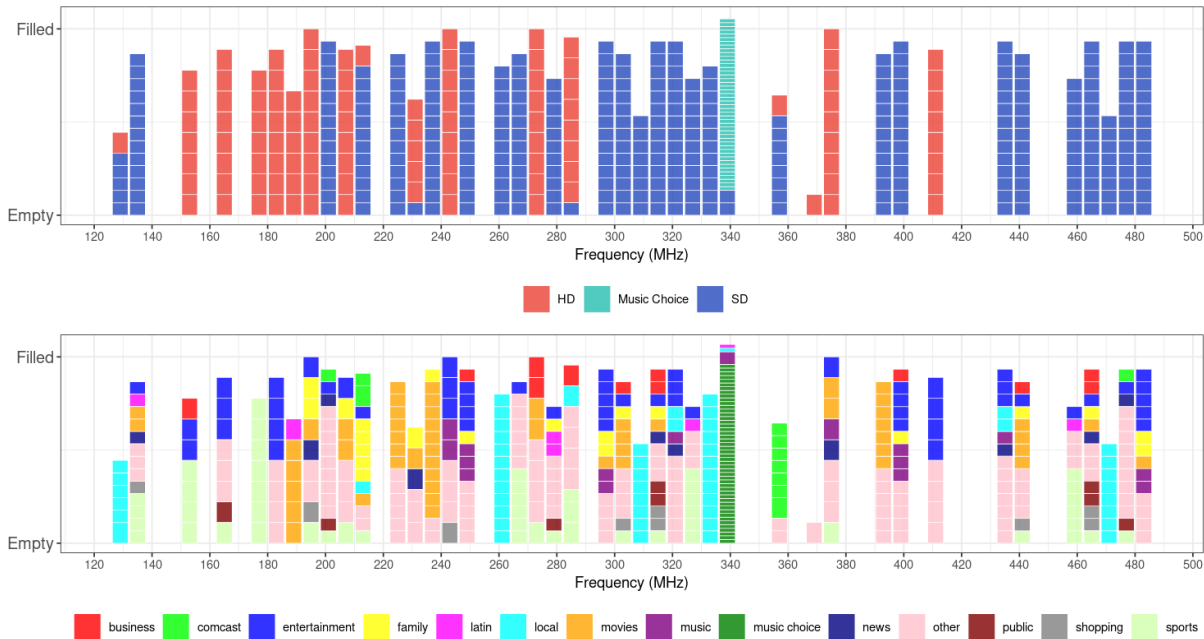 Filled
Empty
120 140 160 180 200 220 240 260 280 300 320 340 360 380 400 420 440 460 480 500
Frequency (MHz)
HD Music Choice SD
Filled
Empty
120 140 160 180 200 220 240 260 280 300 320 340 360 380 400 420 440 460 480 500
Frequency (MHz)
business comcast entertainment family latin local movies music music choice news other public shopping sports